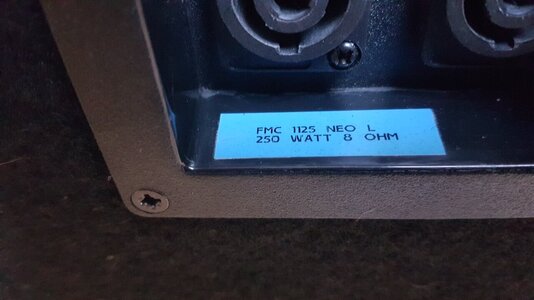 FMC 1125 NEO L
250 WATT 8 OHM